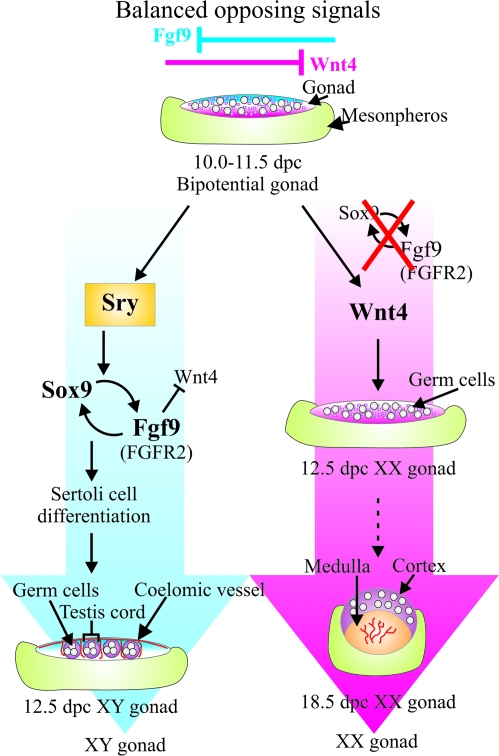 Balanced opposing signals
Fgf9
Wnt4
Gonad
Mesonpheros
10.0-11.5 dpc
Bipotential gonad
Sox9
Fgf9
(FGFR2)
Sry
Wnt4
Wnt4
Sox9
Fgf9
(FGFR2)
Germ cells
12.5 dpc XX gonad
Sertoli cell
differentiation
Medulla
Cortex
Germ cells
Coelomic vessel
Testis cord
12.5 dpc XY gonad
18.5 dpc XX gonad
XY gonad
XX gonad